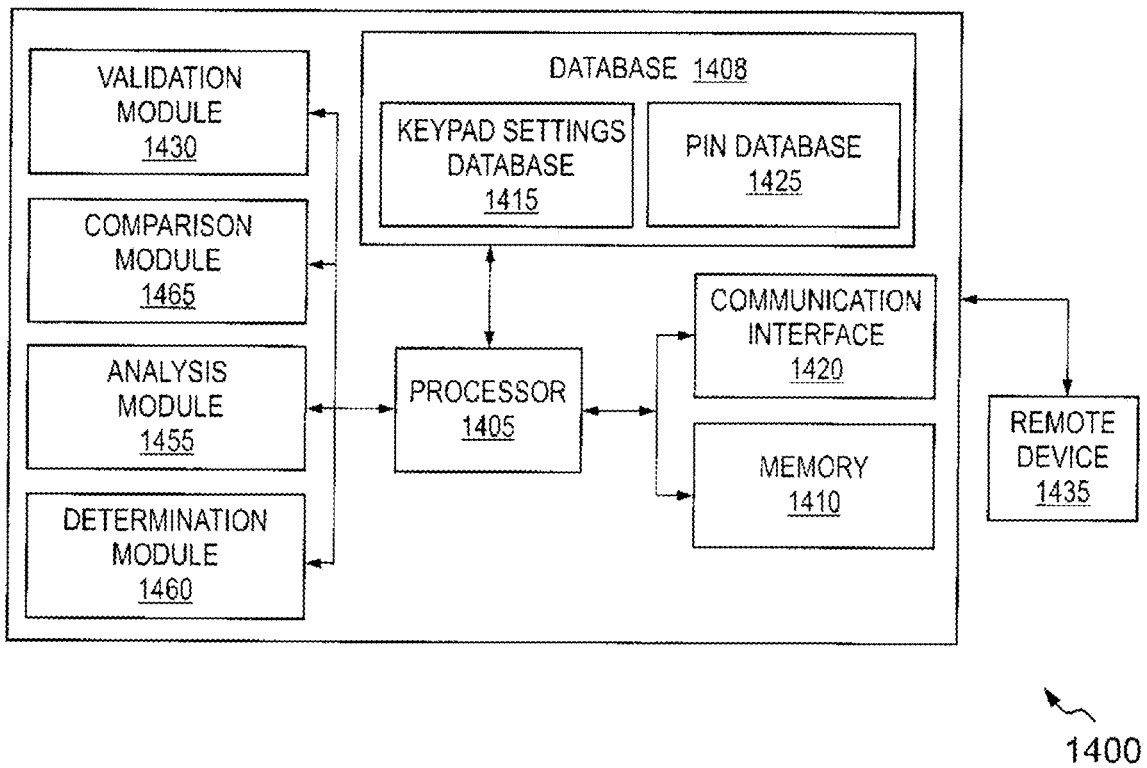 VALIDATION
MODULE
1430
COMPARISON
MODULE
1465
ANALYSIS
MODULE
1455
DETERMINATION
MODULE
1460
DATABASE 1408
KEYPAD SETTINGS
DATABASE
1415
PIN DATABASE
1425
PROCESSOR
1405
COMMUNICATION
INTERFACE
1420
MEMORY
1410
REMOTE
DEVICE
1435
1400